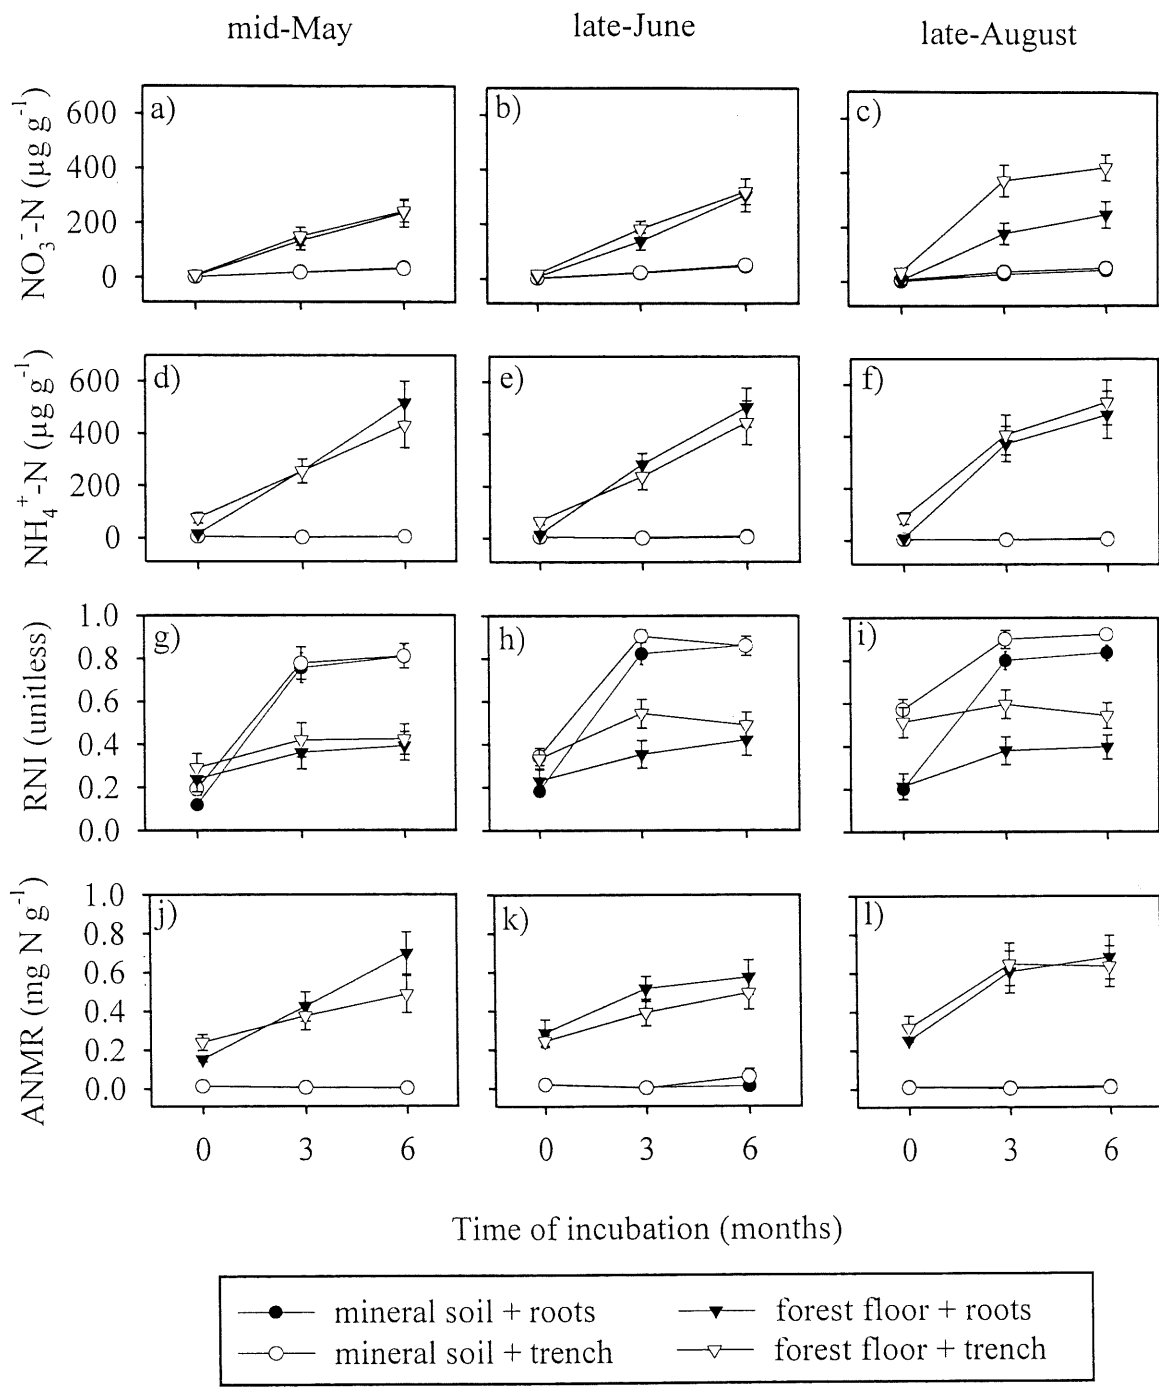 mid-May late-June late-August
NO₃⁻-N (µg g⁻¹)
600
400
200
0
a) b) c)
NH₄⁺-N (µg g⁻¹)
600
400
200
0
d) e) f)
RNI (unitless)
1.0
0.8
0.6
0.4
0.2
0.0
g) h) i)
ANMR (mg N g⁻¹)
1.0
0.8
0.6
0.4
0.2
0.0
j) k) l)
0 3 6 0 3 6 0 3 6
Time of incubation (months)
mineral soil + roots forest floor + roots
mineral soil + trench forest floor + trench